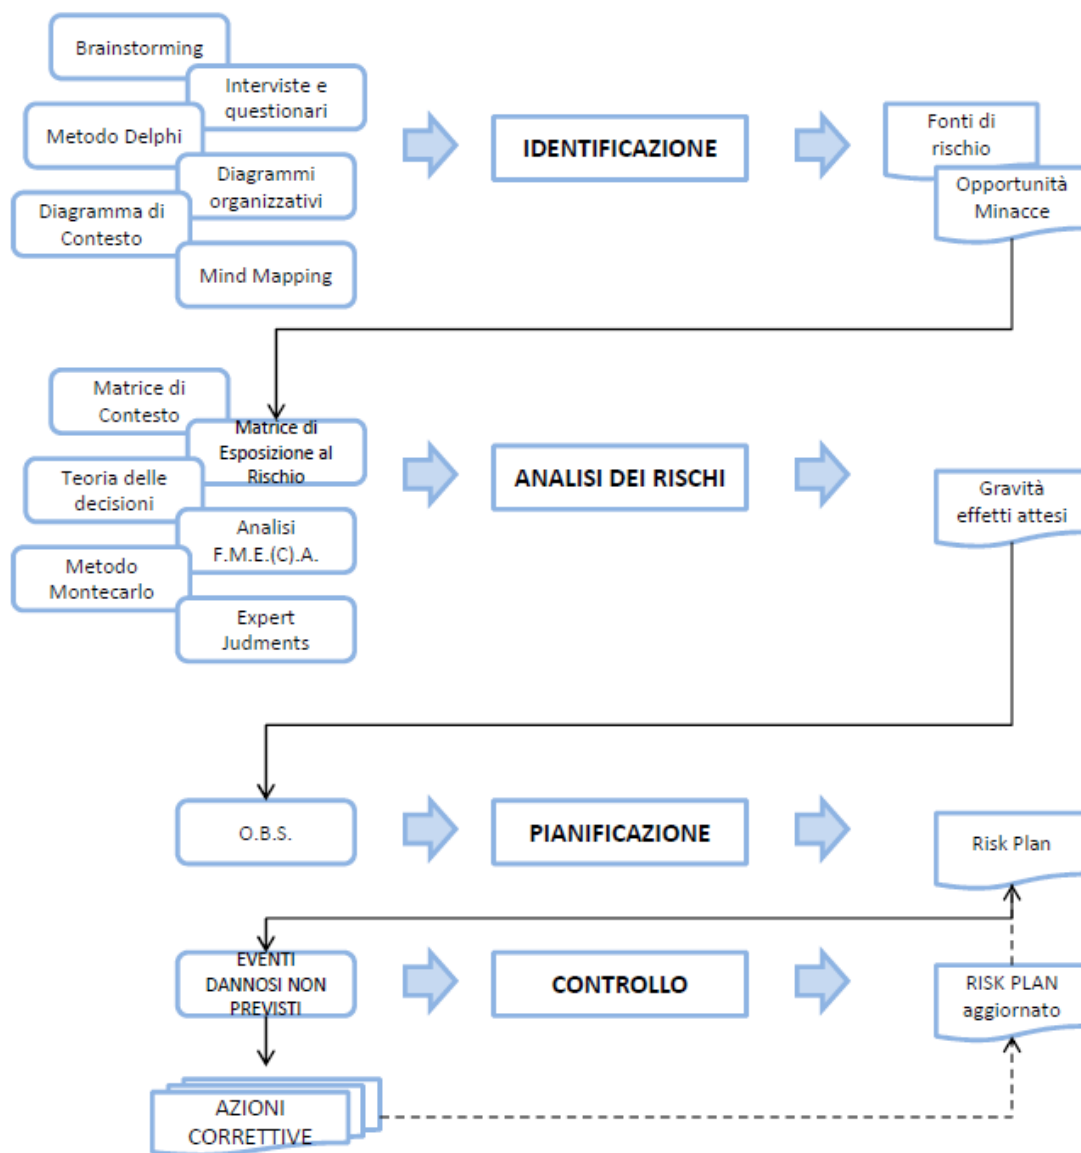 Brainstorming
Interviste e
questionari
Metodo Delphi
Diagrammi
organizzativi
Diagramma di
Contesto
Mind Mapping
IDENTIFICAZIONE
Fonti di
rischio
Opportunità
Minacce
Matrice di
Contesto
Matrice di
Esposizione al
Rischio
Teoria delle
decisioni
Analisi
F.M.E.(C).A.
Metodo
Montecarlo
Expert
Judments
ANALISI DEI RISCHI
Gravità
effetti attesi
O.B.S.
PIANIFICAZIONE
Risk Plan
EVENTI
DANNOSI NON
PREVISTI
CONTROLLO
RISK PLAN
aggiornato
AZIONI
CORRETTIVE